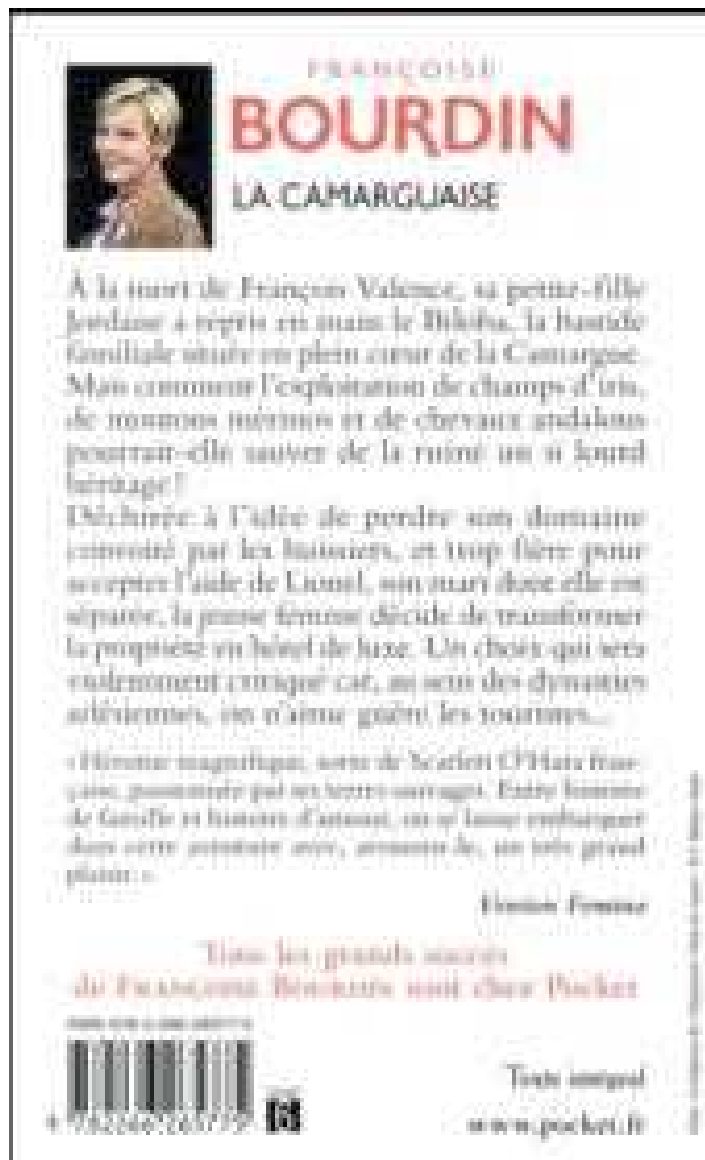 FRANÇOISE
BOURDIN
LA CAMARGUAISE
À la mort de François Valence, sa petite-fille
Jordane a repris en main le Biloba, la bastide
familiale située en plein cœur de la Camargue.
Mais comment l'exploitation de champs d'iris,
de moutons mérinos et de chevaux andalous
pourrait-elle sauver de la ruine un si lourd
héritage ?
Déchirée à l'idée de perdre son domaine
convoité par les huissiers, et trop fière pour
accepter l'aide de Lionel, son mari dont elle est
séparée, la jeune femme décide de transformer
la propriété en hôtel de luxe. Un choix qui sera
violemment critiqué car, au sein des dynasties
arlésiennes, on n'aime guère les touristes...
« Héroïne magnifique, sorte de Scarlett O'Hara fran-
çaise, passionnée par ses terres sauvages. Entre histoire
de famille et histoire d'amour, on se laisse embarquer
dans cette aventure avec, avouons-le, un très grand
plaisir. »
Version Femina
Tous les grands succès
de FRANÇOISE BOURDIN sont chez Pocket
Texte intégral
www.pocket.fr